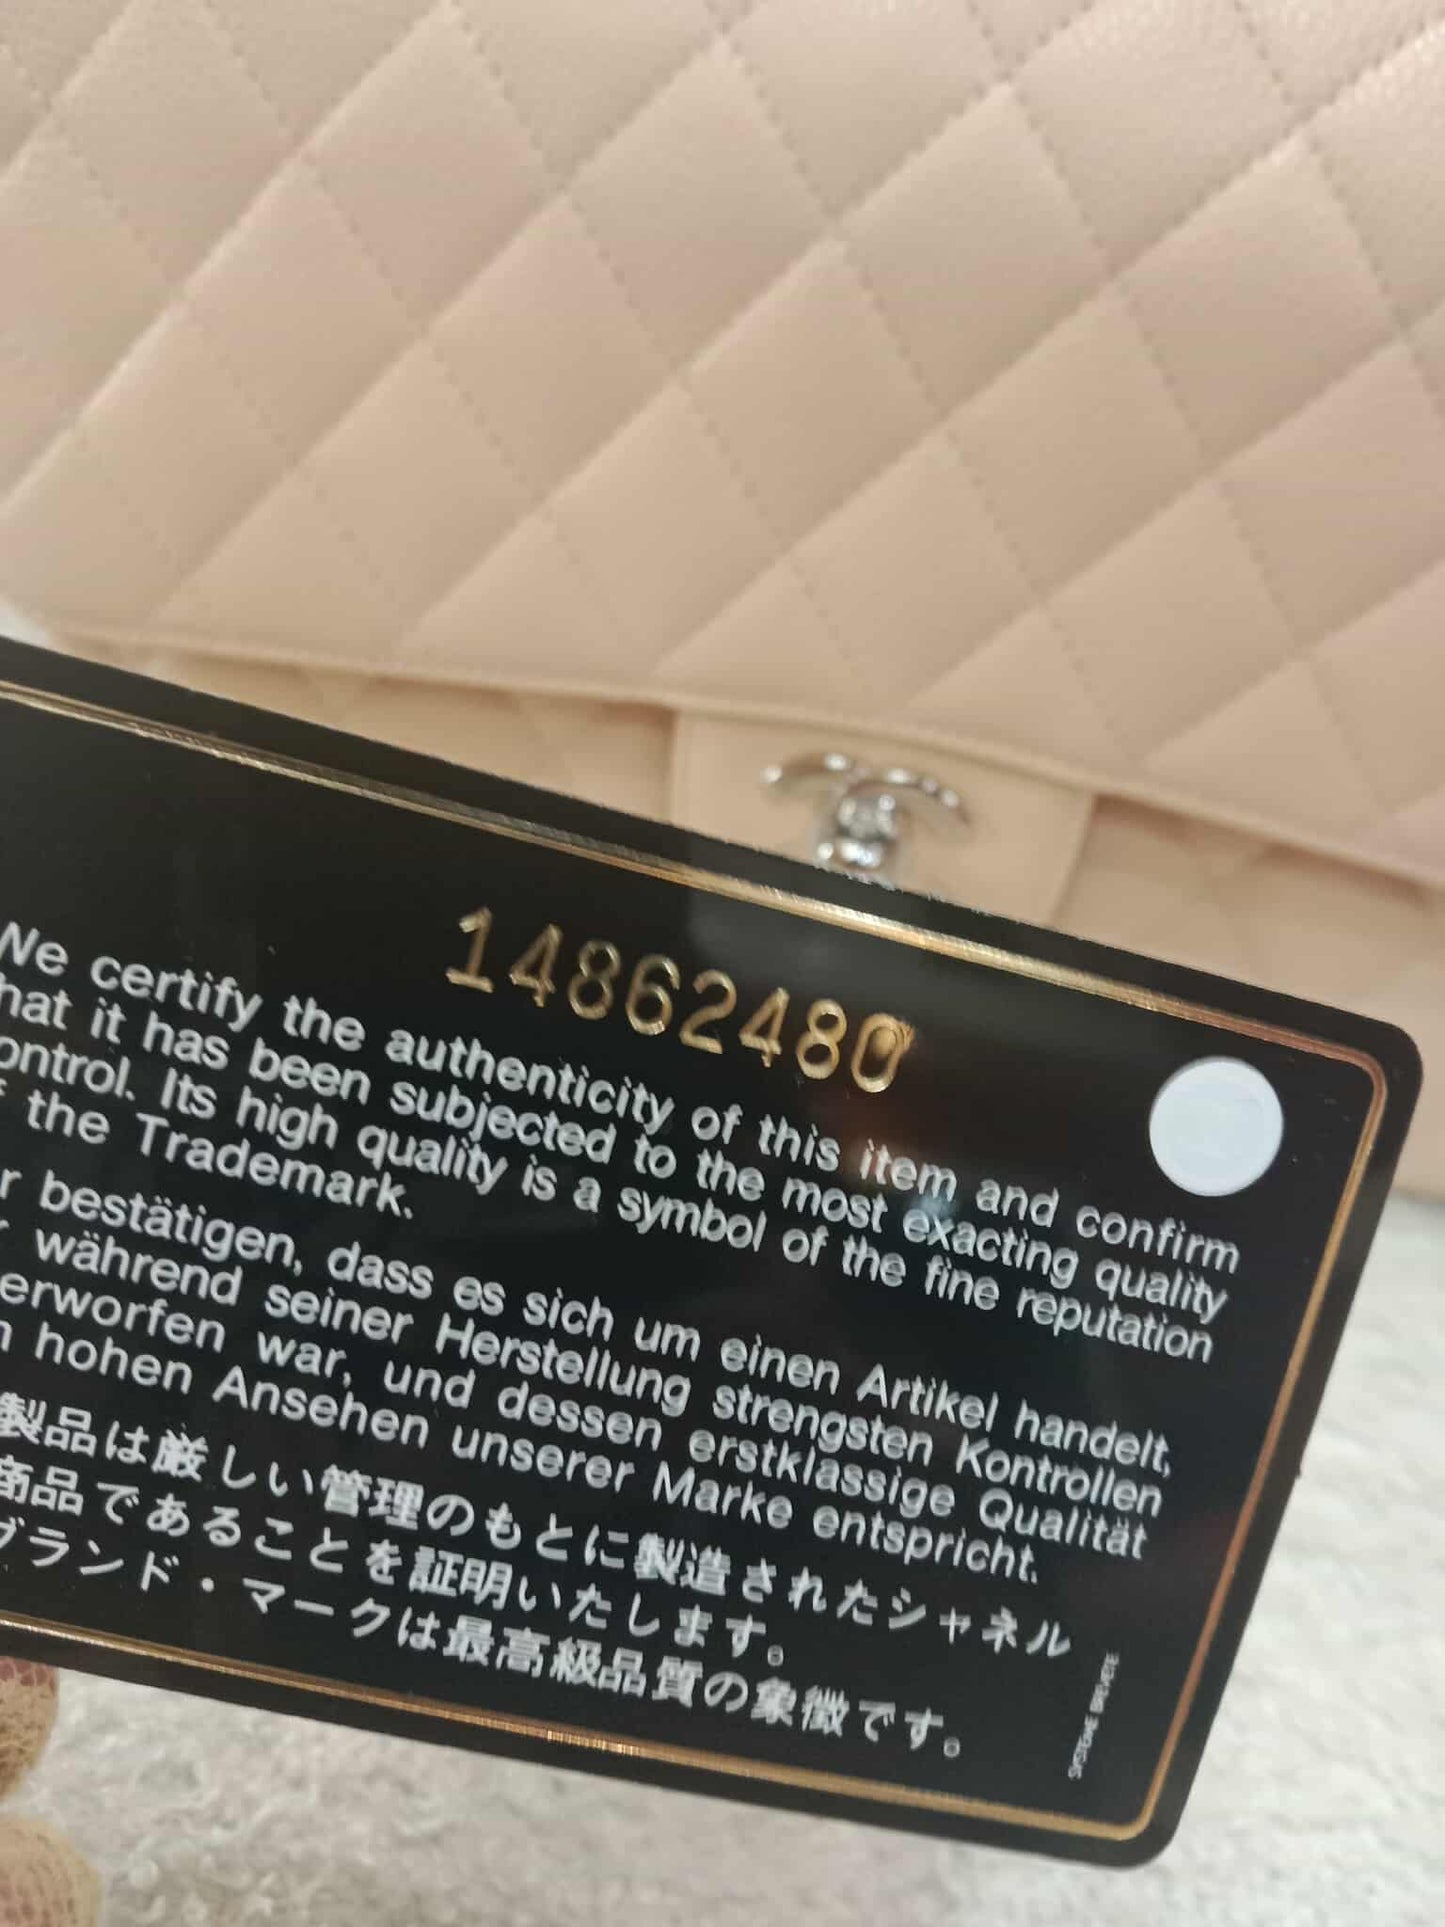 14862480
We certify the authenticity of this item and confirm
hat it has been subjected to the most exacting quality
ontrol. Its high quality is a symbol of the fine reputation
the Trademark.
r bestätigen, dass es sich um einen Artikel handelt,
während seiner Herstellung strengsten Kontrollen
erworfen war, und dessen erstklassige Qualität
hohen Ansehen unserer Marke entspricht.
製品は厳しい管理のもとに製造されたシャネル
商品であることを証明いたします。
ブランド・マークは最高級品質の象徴です。
SYSTEME BREVETE